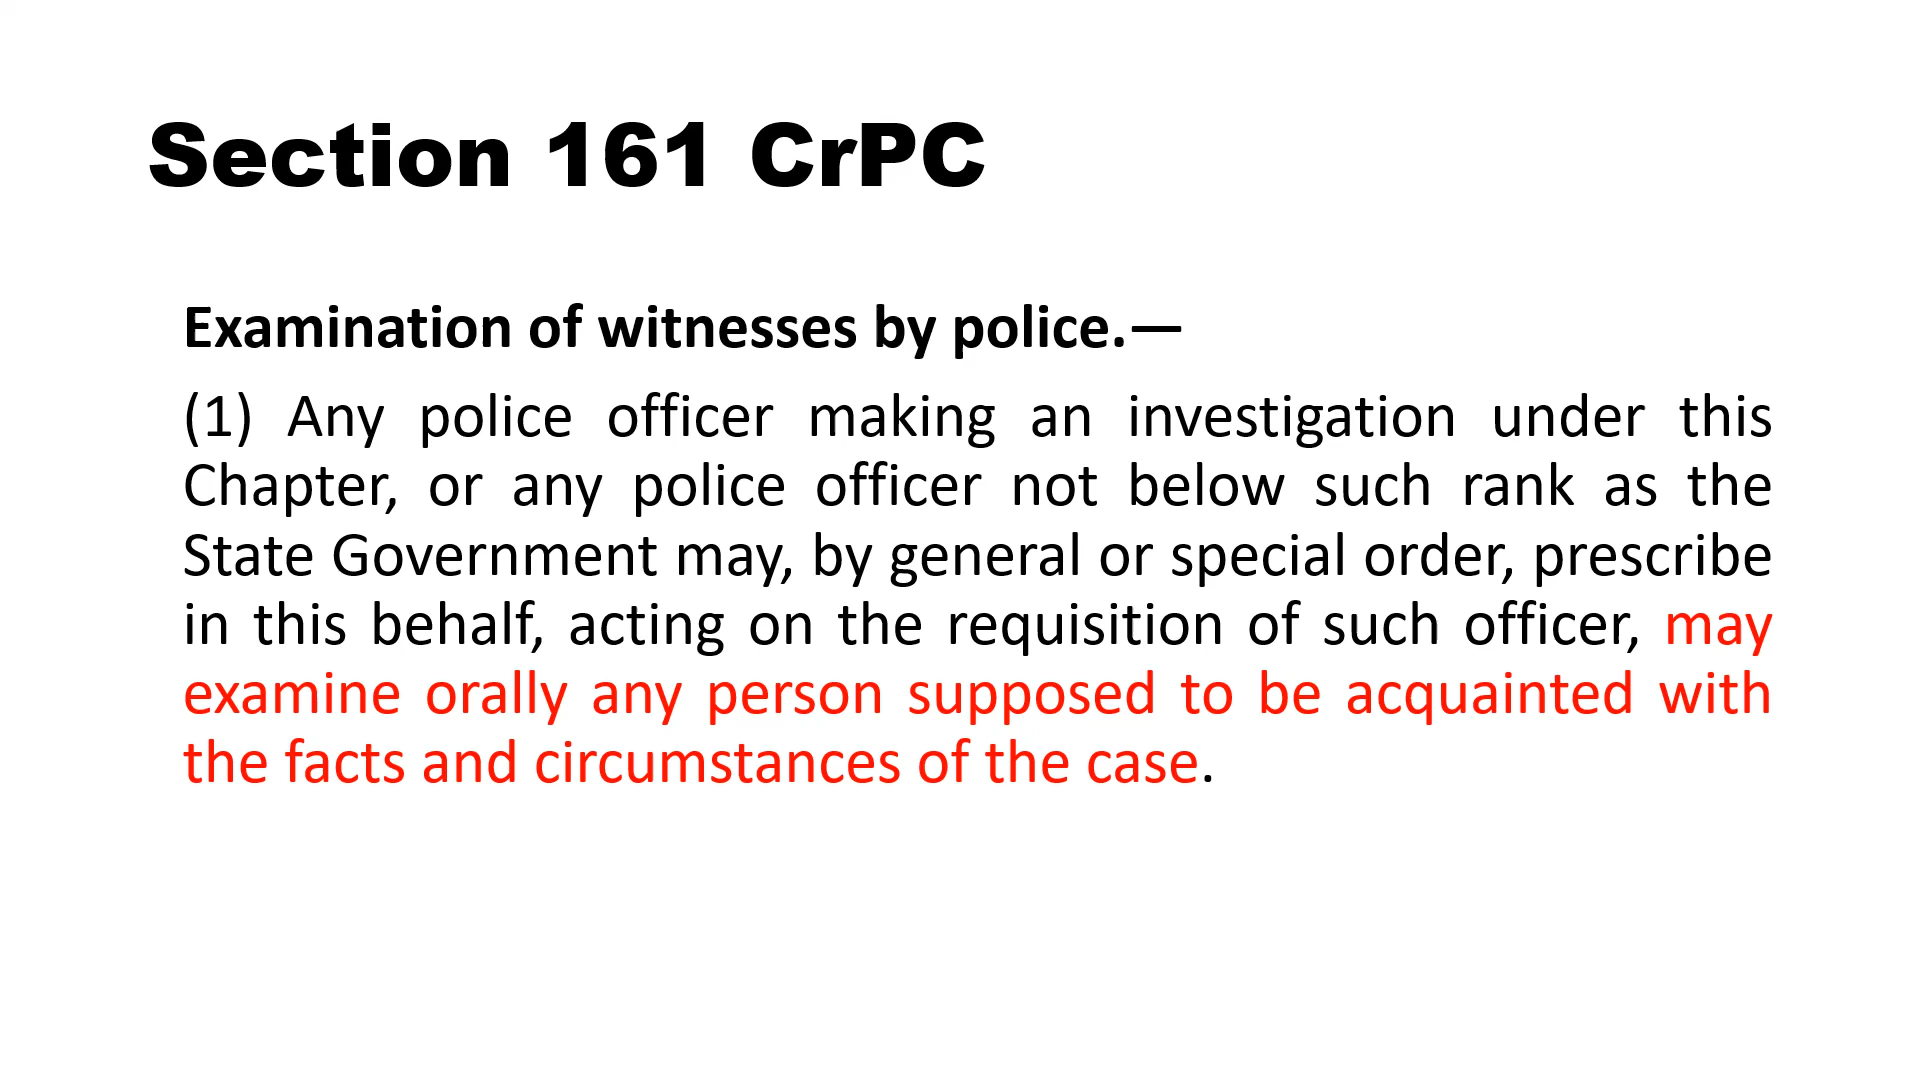 Section 161 CrPC
Examination of witnesses by police.—
(1) Any police officer making an investigation under this
Chapter, or any police officer not below such rank as the
State Government may, by general or special order, prescribe
in this behalf, acting on the requisition of such officer, may
examine orally any person supposed to be acquainted with
the facts and circumstances of the case.